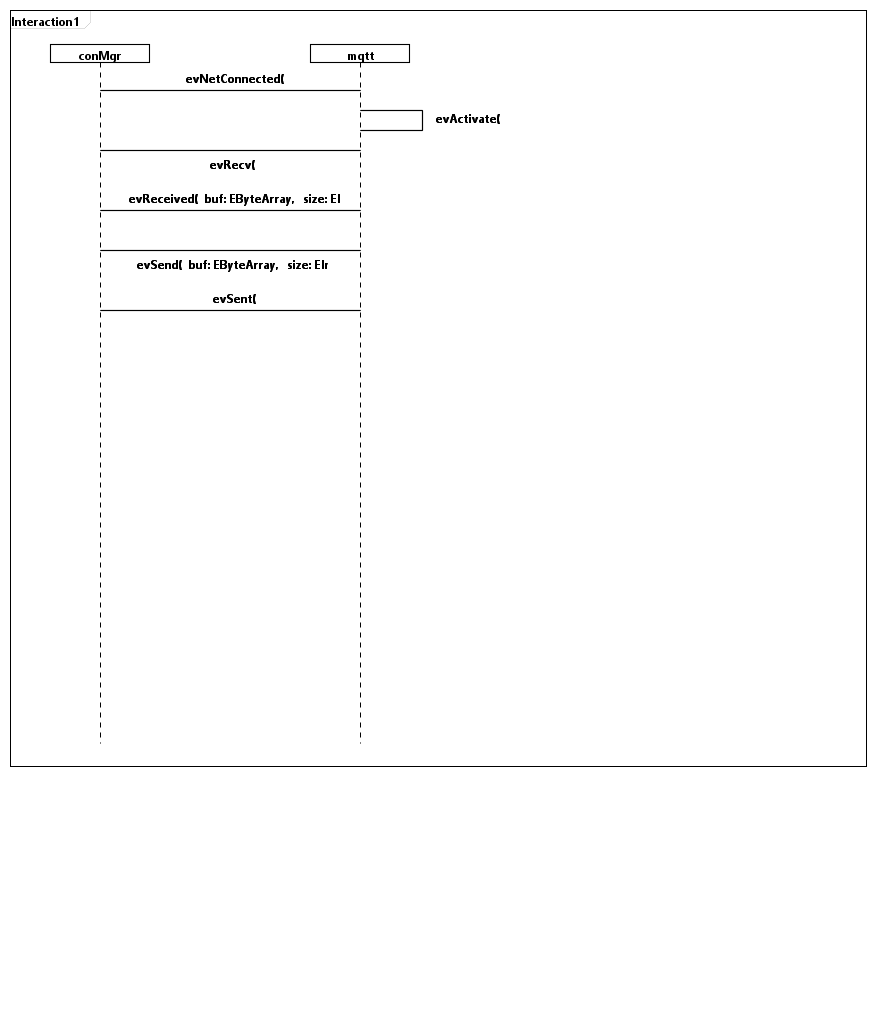 Interaction1
conMgr
mqtt
evNetConnected(
evActivate(
evRecv(
evReceived( buf: EByteArray, size: EI
evSend( buf: EByteArray, size: EIr
evSent(